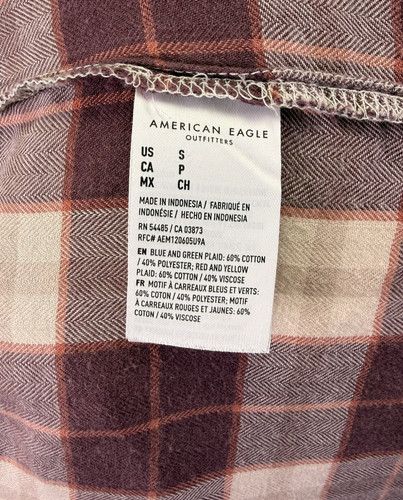 AMERICAN EAGLE
OUTFITTERS
US S
CA P
MX CH
MADE IN INDONESIA / FABRIQUÉ EN
INDONÉSIE / HECHO EN INDONESIA
RN 54485 / CA 03873
RFC# AEM120605U9A
EN BLUE AND GREEN PLAID: 60% COTTON
/ 40% POLYESTER; RED AND YELLOW
PLAID: 60% COTTON / 40% VISCOSE
FR MOTIF À CARREAUX BLEUS ET VERTS:
60% COTON / 40% POLYESTER; MOTIF
À CARREAUX ROUGES ET JAUNES: 60%
COTON / 40% VISCOSE